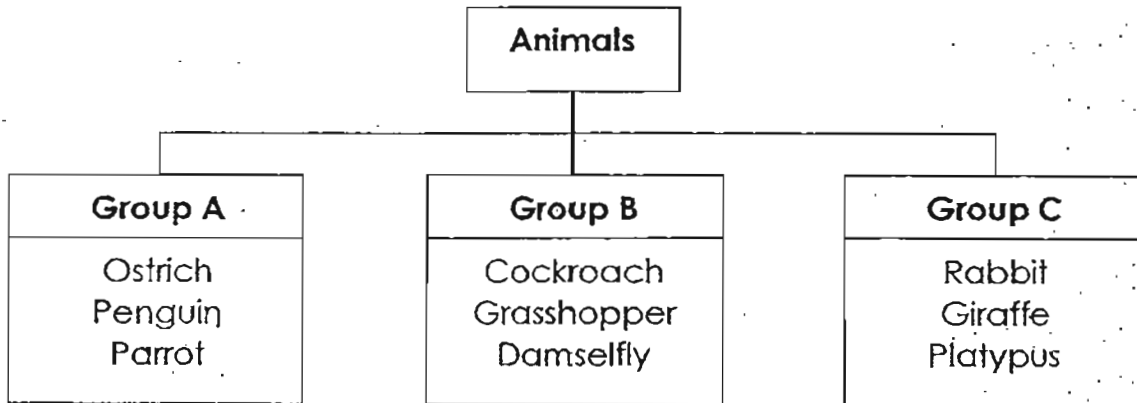 Animals
Group A
Ostrich
Penguin
Parrot
Group B
Cockroach
Grasshopper
Damselfly
Group C
Rabbit
Giraffe
Platypus